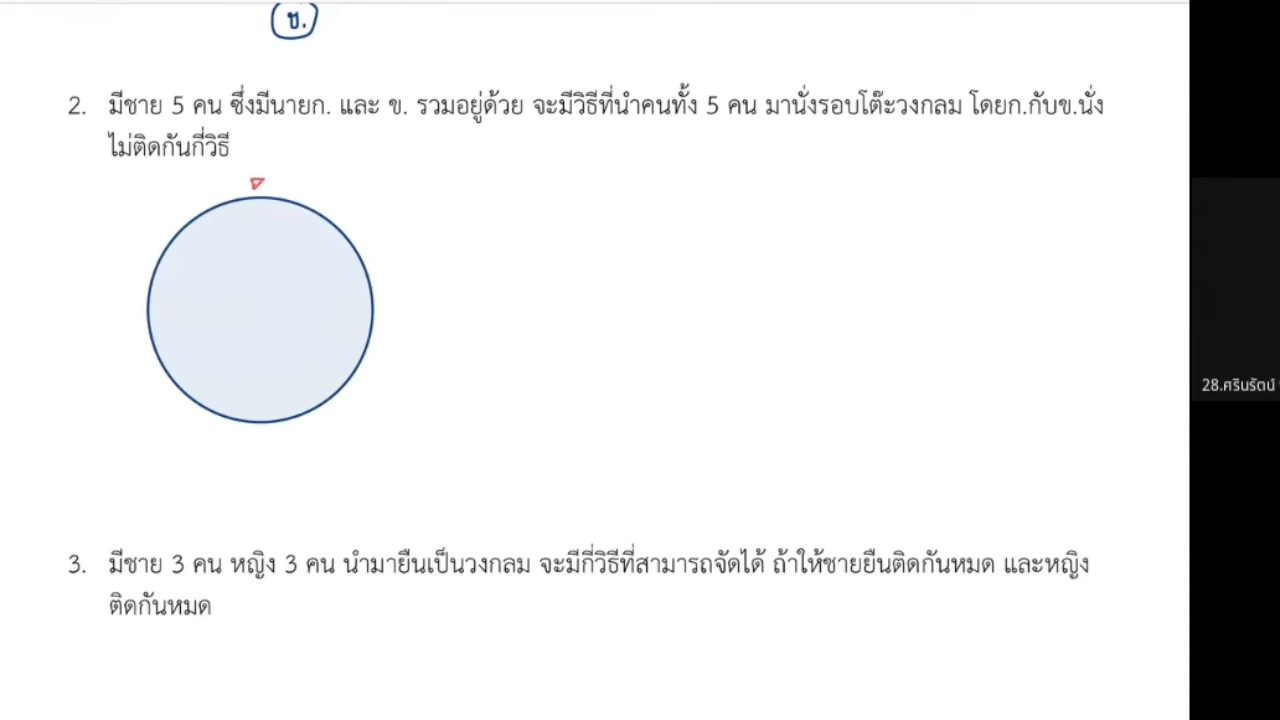 ข.
2. มีชาย 5 คน ซึ่งมีนายก. และ ข. รวมอยู่ด้วย จะมีวิธีที่นำคนทั้ง 5 คน มานั่งรอบโต๊ะวงกลม โดยก.กับข.นั่ง
ไม่ติดกันกี่วิธี
28.ศรินรัตน์
3. มีชาย 3 คน หญิง 3 คน นำมายืนเป็นวงกลม จะมีกี่วิธีที่สามารถจัดได้ ถ้าให้ชายยืนติดกันหมด และหญิง
ติดกันหมด